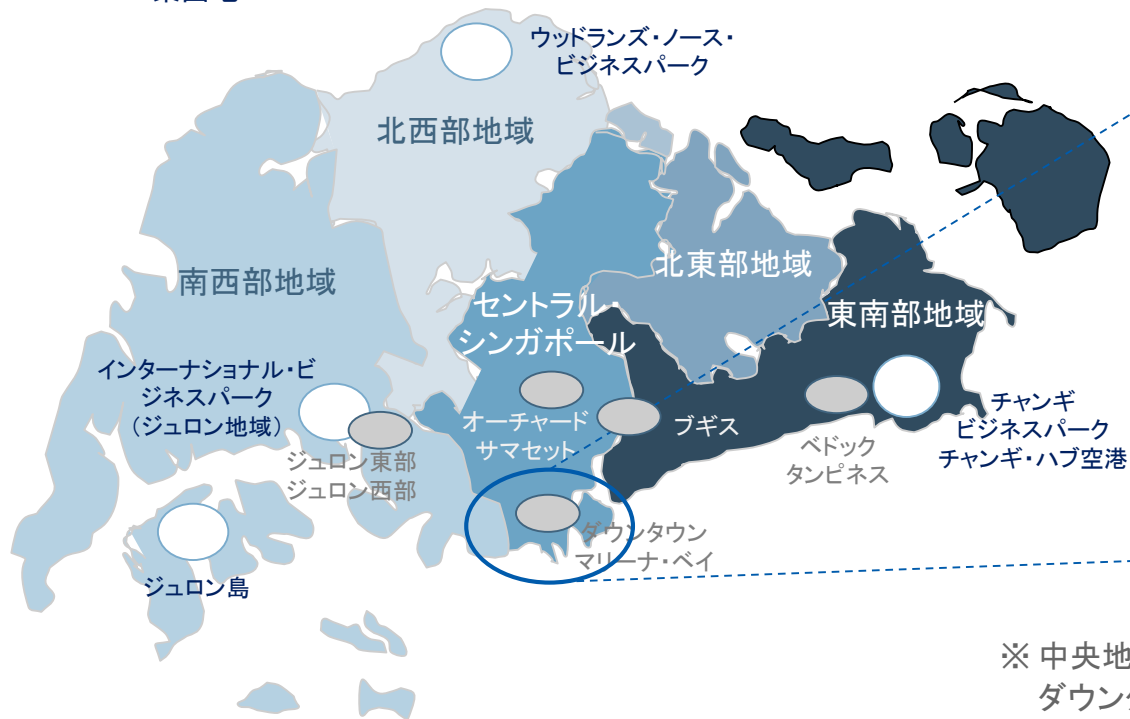 ウッドランズ・ノース・
ビジネスパーク
北西部地域
南西部地域
北東部地域
セントラル・
シンガポール
東南部地域
インターナショナル・ビ
ジネスパーク
（ジュロン地域）
オーチャード
サマセット
ブギス
ベドック
タンピネス
チャンギ
ビジネスパーク
チャンギ・ハブ空港
ジュロン東部
ジュロン西部
ダウンタウン
マリーナ・ベイ
ジュロン島
※ 中央地
ダウンタ